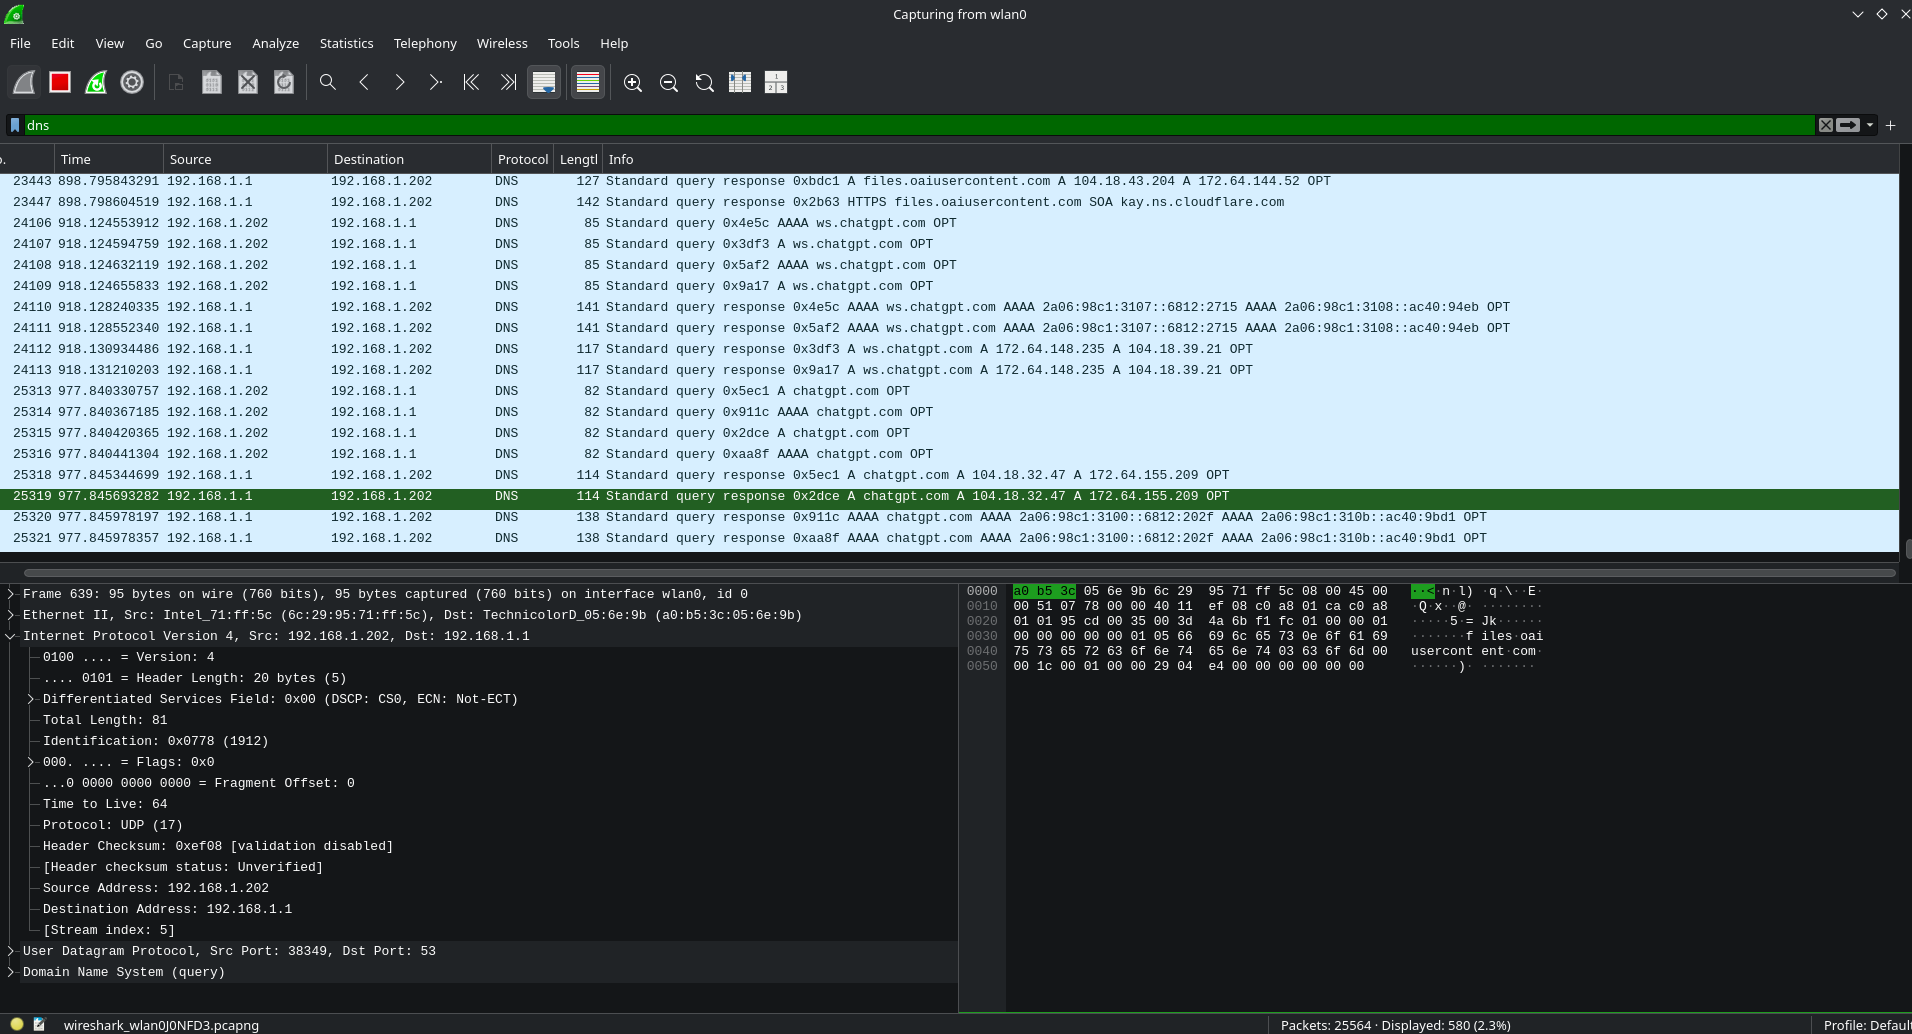 Capturing from wlan0
File Edit View Go Capture Analyze Statistics Telephony Wireless Tools Help
dns
Time Source Destination Protocol Lengtl Info
23443 898.795843291 192.168.1.1 192.168.1.202 DNS 127 Standard query response 0xbdc1 A files.oaiusercontent.com A 104.18.43.204 A 172.64.144.52 OPT
23447 898.798604519 192.168.1.1 192.168.1.202 DNS 142 Standard query response 0x2b63 HTTPS files.oaiusercontent.com SOA kay.ns.cloudflare.com
24106 918.124553912 192.168.1.202 192.168.1.1 DNS 85 Standard query 0x4e5c AAAA ws.chatgpt.com OPT
24107 918.124594759 192.168.1.202 192.168.1.1 DNS 85 Standard query 0x3df3 A ws.chatgpt.com OPT
24108 918.124632119 192.168.1.202 192.168.1.1 DNS 85 Standard query 0x5af2 AAAA ws.chatgpt.com OPT
24109 918.124655833 192.168.1.202 192.168.1.1 DNS 85 Standard query 0x9a17 A ws.chatgpt.com OPT
24110 918.128240335 192.168.1.1 192.168.1.202 DNS 141 Standard query response 0x4e5c AAAA ws.chatgpt.com AAAA 2a06:98c1:3107::6812:2715 AAAA 2a06:98c1:3108::ac40:94eb OPT
24111 918.128552340 192.168.1.1 192.168.1.202 DNS 141 Standard query response 0x5af2 AAAA ws.chatgpt.com AAAA 2a06:98c1:3107::6812:2715 AAAA 2a06:98c1:3108::ac40:94eb OPT
24112 918.130934486 192.168.1.1 192.168.1.202 DNS 117 Standard query response 0x3df3 A ws.chatgpt.com A 172.64.148.235 A 104.18.39.21 OPT
24113 918.131210203 192.168.1.1 192.168.1.202 DNS 117 Standard query response 0x9a17 A ws.chatgpt.com A 172.64.148.235 A 104.18.39.21 OPT
25313 977.840330757 192.168.1.202 192.168.1.1 DNS 82 Standard query 0x5ec1 A chatgpt.com OPT
25314 977.840367185 192.168.1.202 192.168.1.1 DNS 82 Standard query 0x911c AAAA chatgpt.com OPT
25315 977.840420365 192.168.1.202 192.168.1.1 DNS 82 Standard query 0x2dce A chatgpt.com OPT
25316 977.840441304 192.168.1.202 192.168.1.1 DNS 82 Standard query 0xaa8f AAAA chatgpt.com OPT
25318 977.845344699 192.168.1.1 192.168.1.202 DNS 114 Standard query response 0x5ec1 A chatgpt.com A 104.18.32.47 A 172.64.155.209 OPT
25319 977.845693282 192.168.1.1 192.168.1.202 DNS 114 Standard query response 0x2dce A chatgpt.com A 104.18.32.47 A 172.64.155.209 OPT
25320 977.845978197 192.168.1.1 192.168.1.202 DNS 138 Standard query response 0x911c AAAA chatgpt.com AAAA 2a06:98c1:3100::6812:202f AAAA 2a06:98c1:310b::ac40:9bd1 OPT
25321 977.845978357 192.168.1.1 192.168.1.202 DNS 138 Standard query response 0xaa8f AAAA chatgpt.com AAAA 2a06:98c1:3100::6812:202f AAAA 2a06:98c1:310b::ac40:9bd1 OPT
Frame 639: 95 bytes on wire (760 bits), 95 bytes captured (760 bits) on interface wlan0, id 0
Ethernet II, Src: Intel_71:ff:5c (6c:29:95:71:ff:5c), Dst: TechnicolorD_05:6e:9b (a0:b5:3c:05:6e:9b)
Internet Protocol Version 4, Src: 192.168.1.202, Dst: 192.168.1.1
0100 .... = Version: 4
.... 0101 = Header Length: 20 bytes (5)
Differentiated Services Field: 0x00 (DSCP: CS0, ECN: Not-ECT)
Total Length: 81
Identification: 0x0778 (1912)
000. .... = Flags: 0x0
...0 0000 0000 0000 = Fragment Offset: 0
Time to Live: 64
Protocol: UDP (17)
Header Checksum: 0xef08 [validation disabled]
[Header checksum status: Unverified]
Source Address: 192.168.1.202
Destination Address: 192.168.1.1
[Stream index: 5]
User Datagram Protocol, Src Port: 38349, Dst Port: 53
Domain Name System (query)
0000 a0 b5 3c 05 6e 9b 6c 29 95 71 ff 5c 08 00 45 00 ··<·n·l) ·q·\··E·
0010 00 51 07 78 00 00 40 11 ef 08 c0 a8 01 ca c0 a8 ·Q·x··@· ········
0020 01 01 95 cd 00 35 00 3d 4a 6b f1 fc 01 00 00 01 ·····5·= Jk······
0030 00 00 00 00 00 01 05 66 69 6c 65 73 0e 6f 61 69 ·······f iles·oai
0040 75 73 65 72 63 6f 6e 74 65 6e 74 03 63 6f 6d 00 usercont ent·com·
0050 00 1c 00 01 00 00 29 04 e4 00 00 00 00 00 00 ······)· ·······
wireshark_wlan0J0NFD3.pcapng
Packets: 25564 · Displayed: 580 (2.3%)
Profile: Defaul